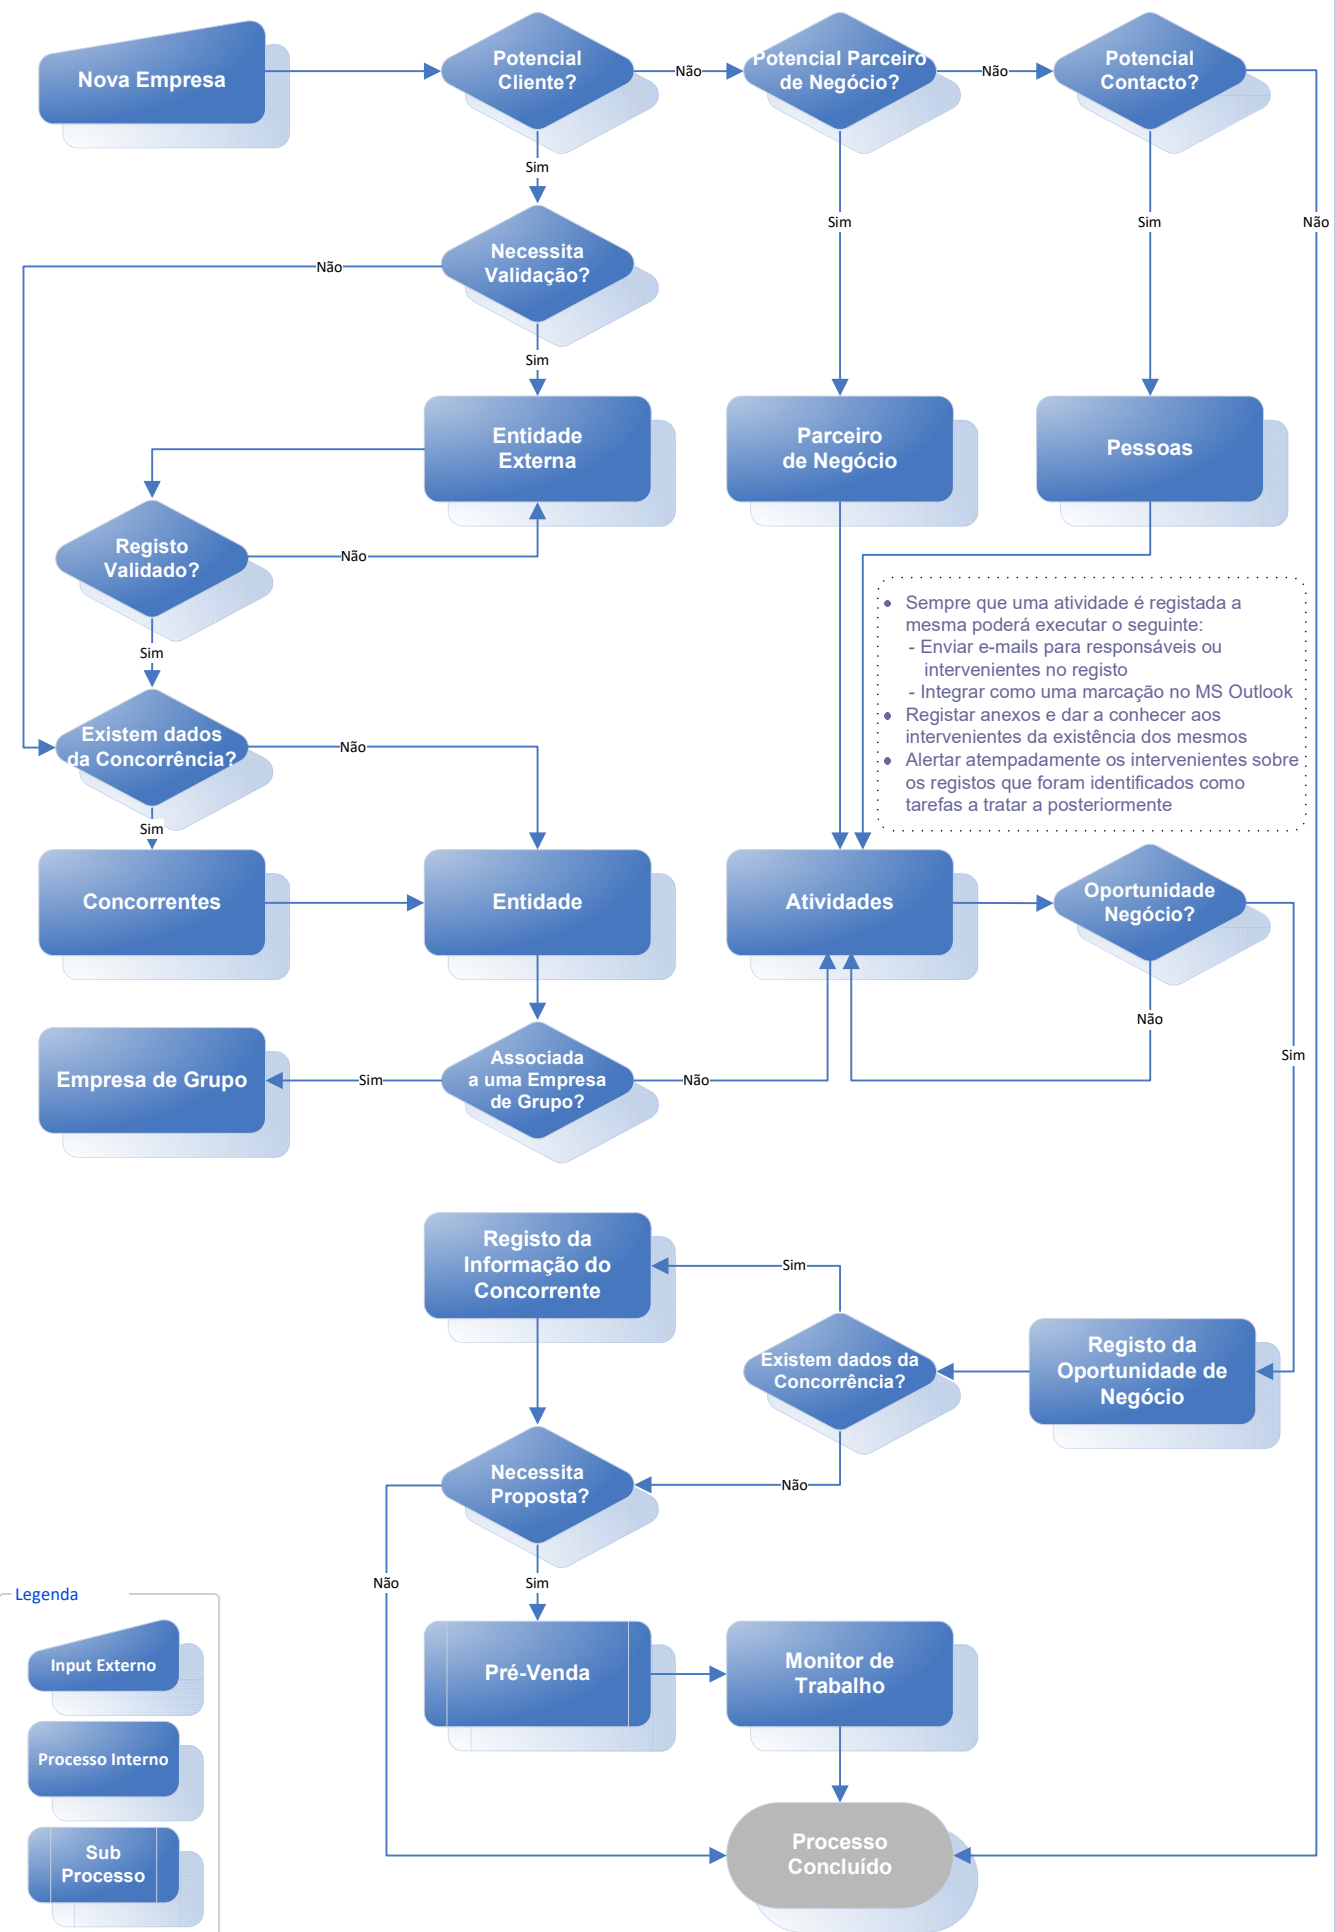 Nova Empresa
Potencial
Cliente?
Não
Potencial Parceiro
de Negócio?
Não
Potencial
Contacto?
Sim
Sim
Sim
Não
Necessita
Validação?
Não
Sim
Entidade
Externa
Parceiro
de Negócio
Pessoas
Registo
Validado?
Não
Sim
• Sempre que uma atividade é registada a
mesma poderá executar o seguinte:
- Enviar e-mails para responsáveis ou
intervenientes no registo
- Integrar como uma marcação no MS Outlook
• Registar anexos e dar a conhecer aos
intervenientes da existência dos mesmos
• Alertar atempadamente os intervenientes sobre
os registos que foram identificados como
tarefas a tratar a posteriormente
Existem dados
da Concorrência?
Não
Sim
Concorrentes
Entidade
Atividades
Oportunidade
Negócio?
Não
Sim
Empresa de Grupo
Sim
Associada
a uma Empresa
de Grupo?
Não
Registo da
Informação do
Concorrente
Sim
Existem dados da
Concorrência?
Registo da
Oportunidade de
Negócio
Necessita
Proposta?
Não
Não
Sim
Pré-Venda
Monitor de
Trabalho
Processo
Concluído
Legenda
Input Externo
Processo Interno
Sub
Processo